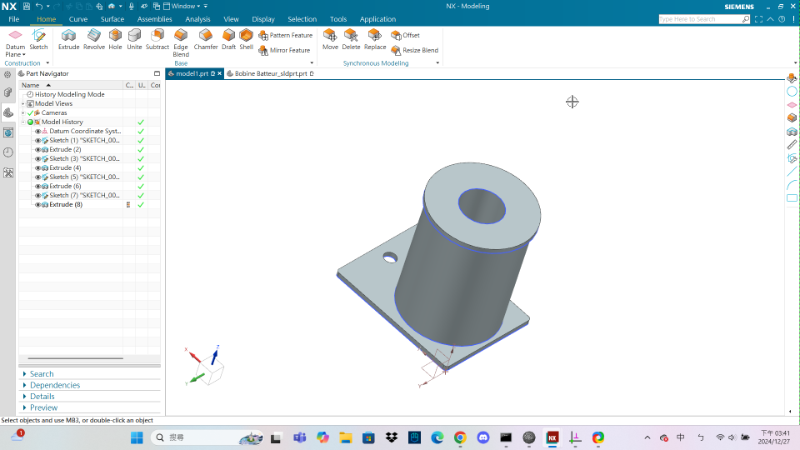 NX
Window
NX - Modeling
SIEMENS
File
Home
Curve
Surface
Assemblies
Analysis
View
Display
Selection
Tools
Application
Type here to Search
Datum Plane
Sketch
Extrude
Revolve
Hole
Unite
Subtract
Edge Blend
Chamfer
Draft
Shell
Pattern Feature
Mirror Feature
Move
Delete
Replace
Offset
Resize Blend
Construction
Base
Synchronous Modeling
Part Navigator
model1.prt
Bobine Batteur_sldprt.prt
Name
C...
U...
Cor
History Modeling Mode
Model Views
Cameras
Model History
Datum Coordinate Syst...
Sketch (1) "SKETCH_00...
Extrude (2)
Sketch (3) "SKETCH_00...
Extrude (4)
Sketch (5) "SKETCH_00...
Extrude (6)
Sketch (7) "SKETCH_00...
Extrude (8)
Search
Dependencies
Details
Preview
Select objects and use MB3, or double-click an object
搜尋
中
ㄅ
下午 03:41
2024/12/27